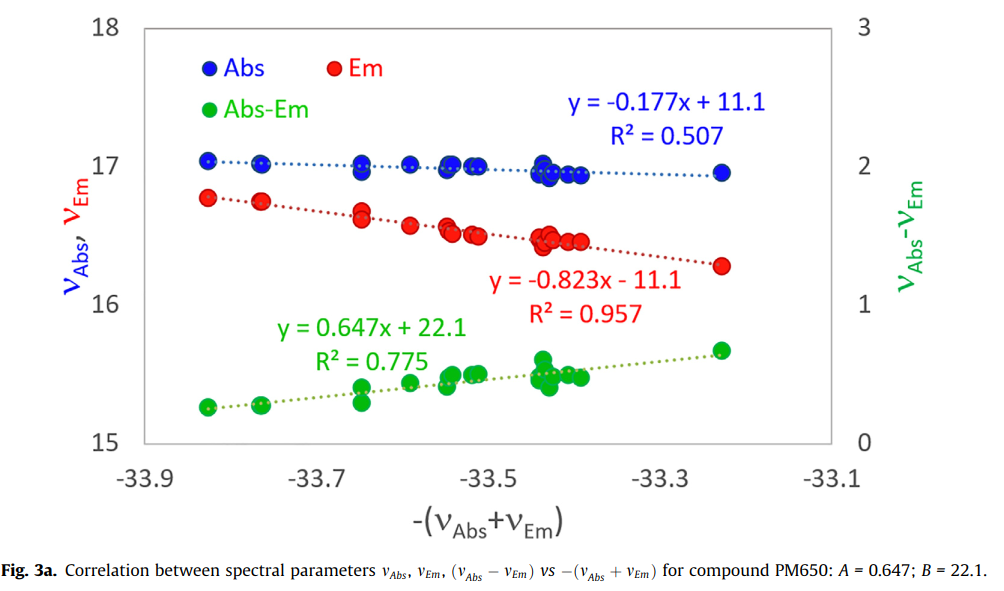 18
3
Abs
Em
Abs-Em
y = -0.177x + 11.1
R² = 0.507
17
2
y = -0.823x - 11.1
R² = 0.957
16
1
y = 0.647x + 22.1
R² = 0.775
15
0
νAbs, νEm
νAbs-νEm
-33.9
-33.7
-33.5
-33.3
-33.1
-(νAbs+νEm)
Fig. 3a. Correlation between spectral parameters νAbs, νEm, (νAbs − νEm) vs −(νAbs + νEm) for compound PM650: A = 0.647; B = 22.1.